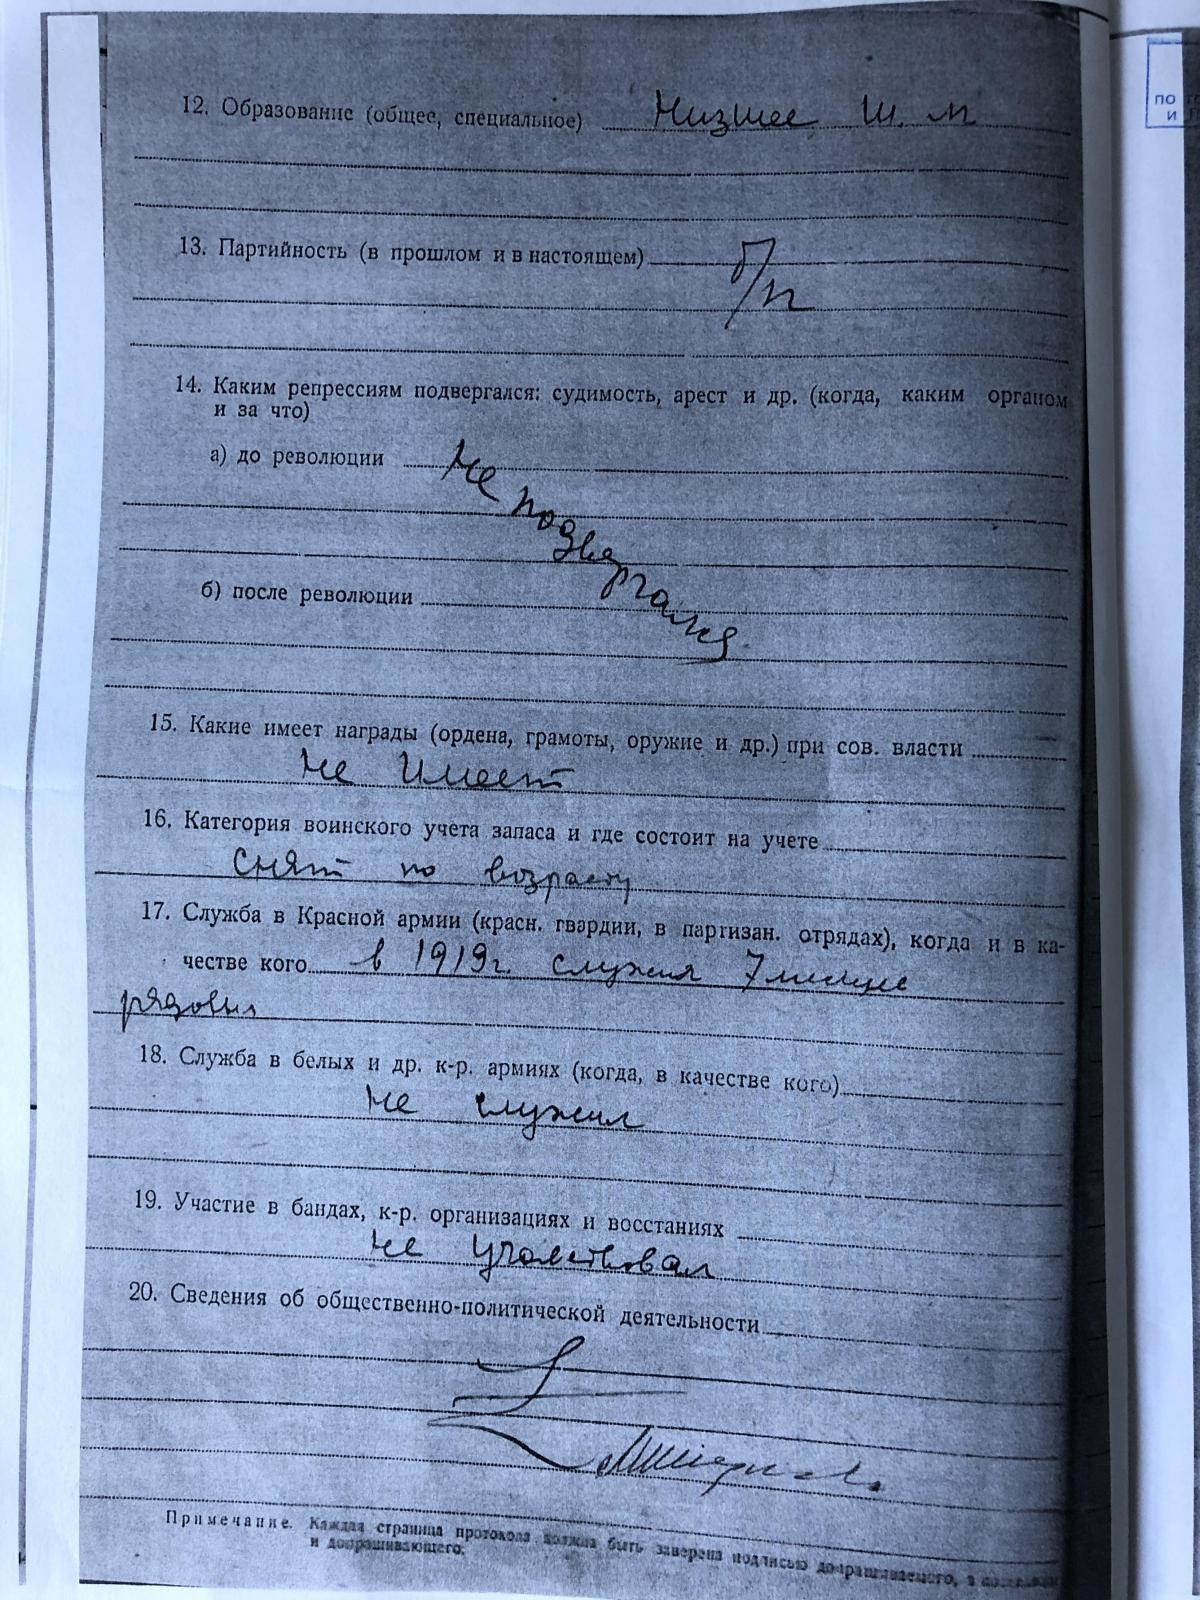 12. Образование (общее, специальное) Низшее Ш. М
13. Партийность (в прошлом и в настоящем) б/п
14. Каким репрессиям подвергался: судимость, арест и др. (когда, каким органом
и за что)
а) до революции не подвергался
б) после революции
15. Какие имеет награды (ордена, грамоты, оружие и др.) при сов. власти
не имеет
16. Категория воинского учета запаса и где состоит на учете
снят по возрасту
17. Служба в Красной армии (красн. гвардии, в партизан. отрядах), когда и в ка-
честве кого в 1919г. служил 7
рядовым
18. Служба в белых и др. к-р. армиях (когда, в качестве кого)
не служил
19. Участие в бандах, к-р. организациях и восстаниях
не участвовал
20. Сведения об общественно-политической деятельности
Примечание. Каждая страница протокола должна быть заверена подписью допрашиваемого, а
и допрашивающего.
по
и